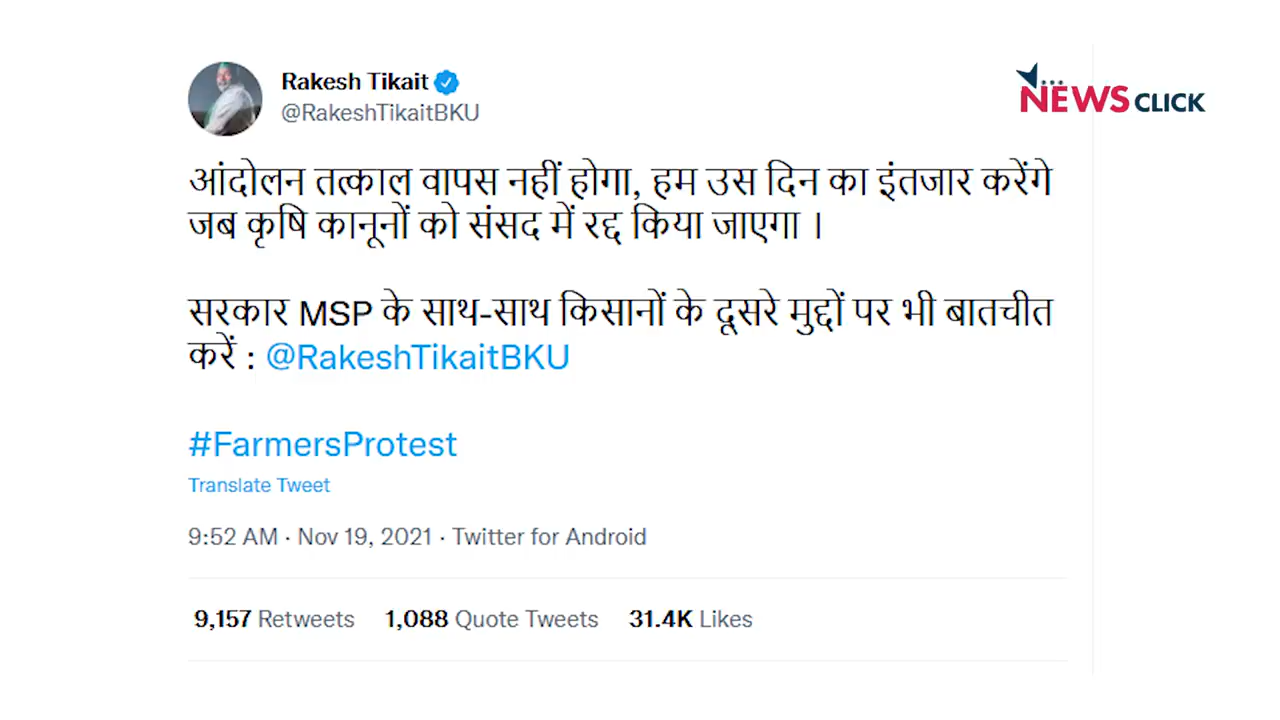 Rakesh Tikait
@RakeshTikaitBKU
NEWS CLICK
आंदोलन तत्काल वापस नहीं होगा, हम उस दिन का इंतजार करेंगे
जब कृषि कानूनों को संसद में रद्द किया जाएगा ।
सरकार MSP के साथ-साथ किसानों के दूसरे मुद्दों पर भी बातचीत
करें : @RakeshTikaitBKU
#FarmersProtest
Translate Tweet
9:52 AM · Nov 19, 2021 · Twitter for Android
9,157 Retweets 1,088 Quote Tweets 31.4K Likes